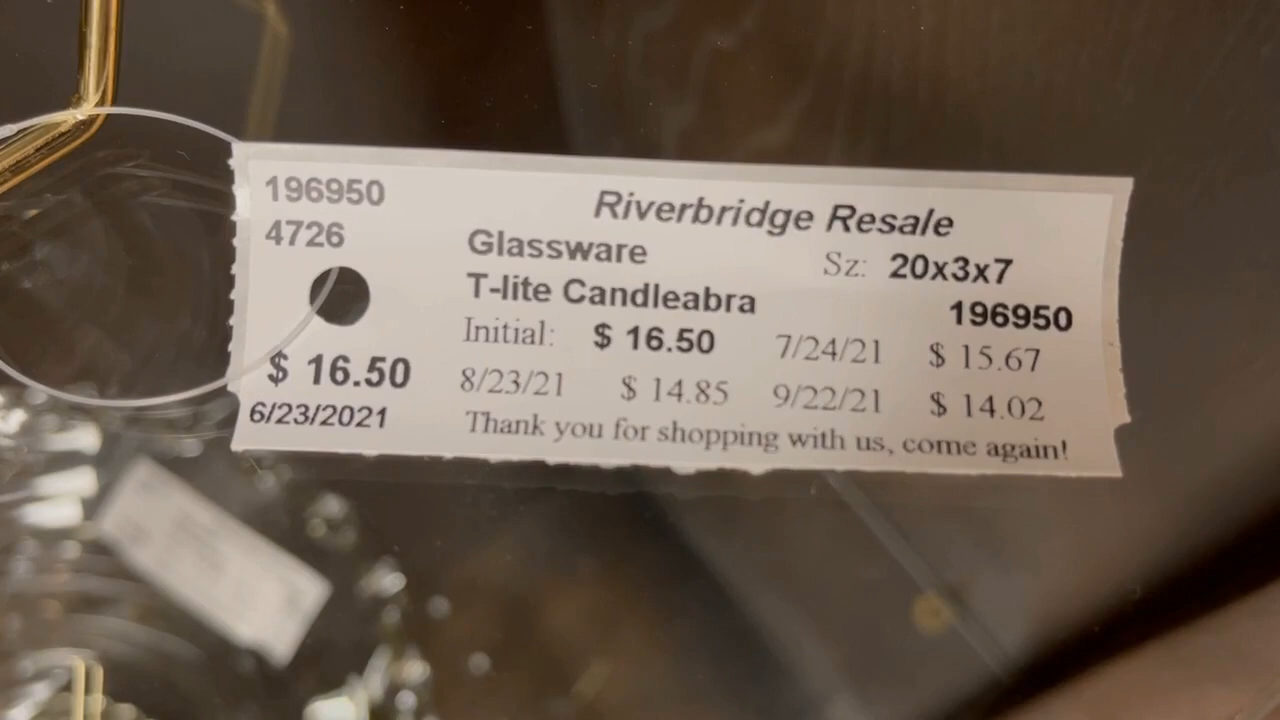 196950
4726
$ 16.50
6/23/2021
Riverbridge Resale
Glassware Sz: 20x3x7
T-lite Candleabra 196950
Initial: $ 16.50 7/24/21 $ 15.67
8/23/21 $ 14.85 9/22/21 $ 14.02
Thank you for shopping with us, come again!